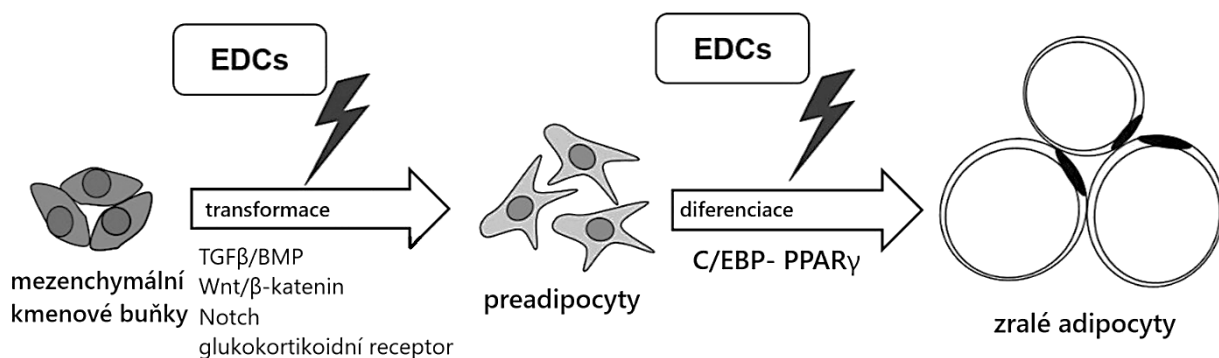 EDCs
EDCs
transformace
diferenciace
TGFβ/BMP
Wnt/β-katenin
Notch
glukokortikoidní receptor
C/EBP- PPARγ
mezenchymální
kmenové buňky
preadipocyty
zralé adipocyty